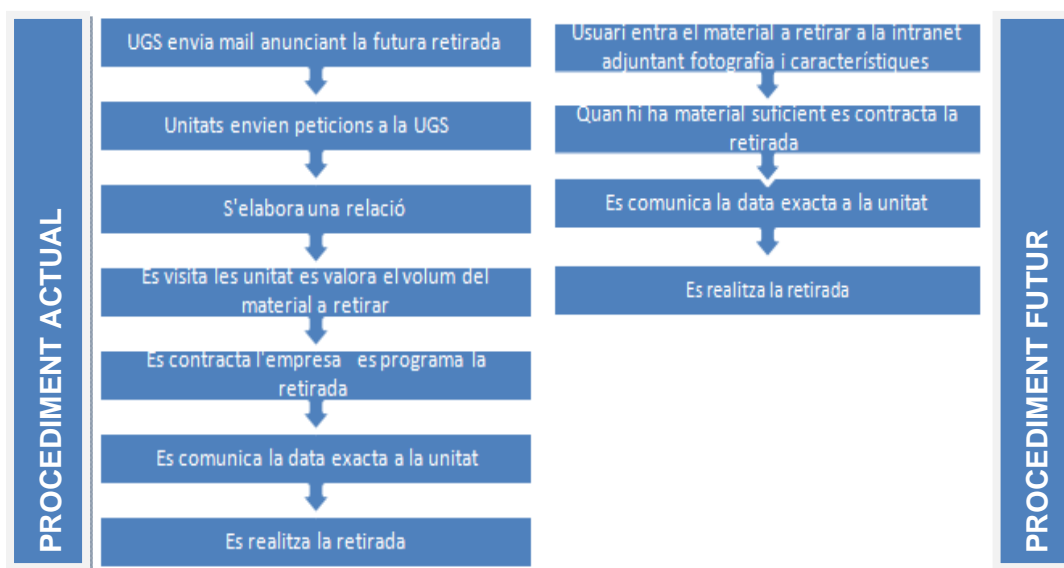 PROCEDIMENT ACTUAL
UGS envia mail anunciant la futura retirada
Unitats envien peticions a la UGS
S'elabora una relació
Es visita les unitat es valora el volum del
material a retirar
Es contracta l'empresa es programa la
retirada
Es comunica la data exacta a la unitat
Es realitza la retirada
Usuari entra el material a retirar a la intranet
adjuntant fotografia i característiques
Quan hi ha material suficient es contracta la
retirada
Es comunica la data exacta a la unitat
Es realitza la retirada
PROCEDIMENT FUTUR